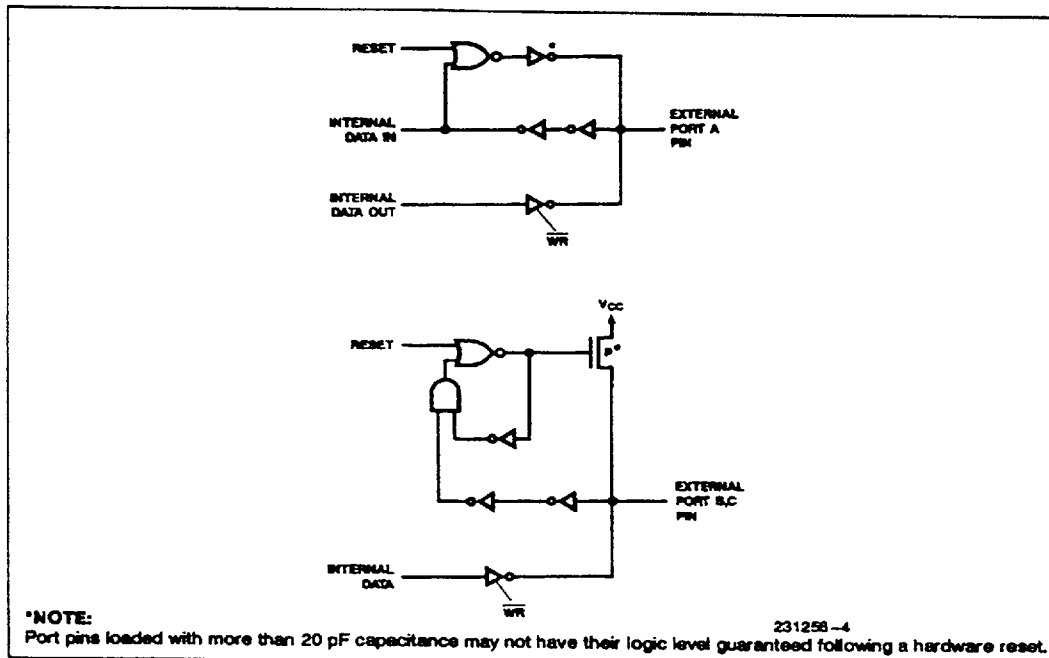 RESET
*
INTERNAL
DATA IN
EXTERNAL
PORT A
PIN
INTERNAL
DATA OUT
WR
VCC
RESET
P*
EXTERNAL
PORT B,C
PIN
INTERNAL
DATA
WR
*NOTE:
231256–4
Port pins loaded with more than 20 pF capacitance may not have their logic level guaranteed following a hardware reset.